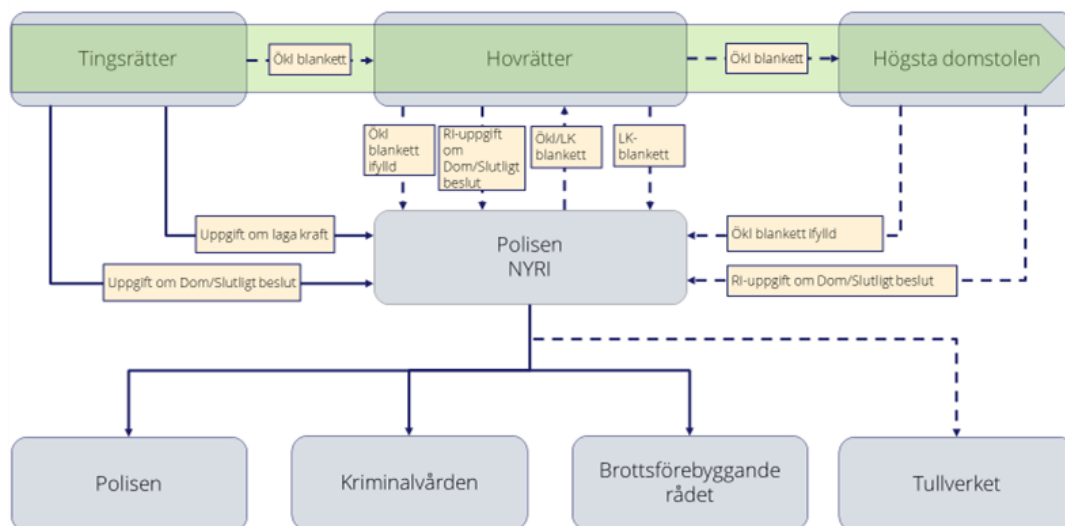 Tingsrätter
Ökl blankett
Hovrätter
Ökl blankett
Högsta domstolen
Ökl
blankett
ifylld
RI-uppgift
om
Dom/Slutligt
beslut
Ökl/LK
blankett
LK-
blankett
Uppgift om laga kraft
Polisen
NYRI
Ökl blankett ifylld
Uppgift om Dom/Slutligt beslut
RI-uppgift om Dom/Slutligt beslut
Polisen
Kriminalvården
Brottsförebyggande
rådet
Tullverket